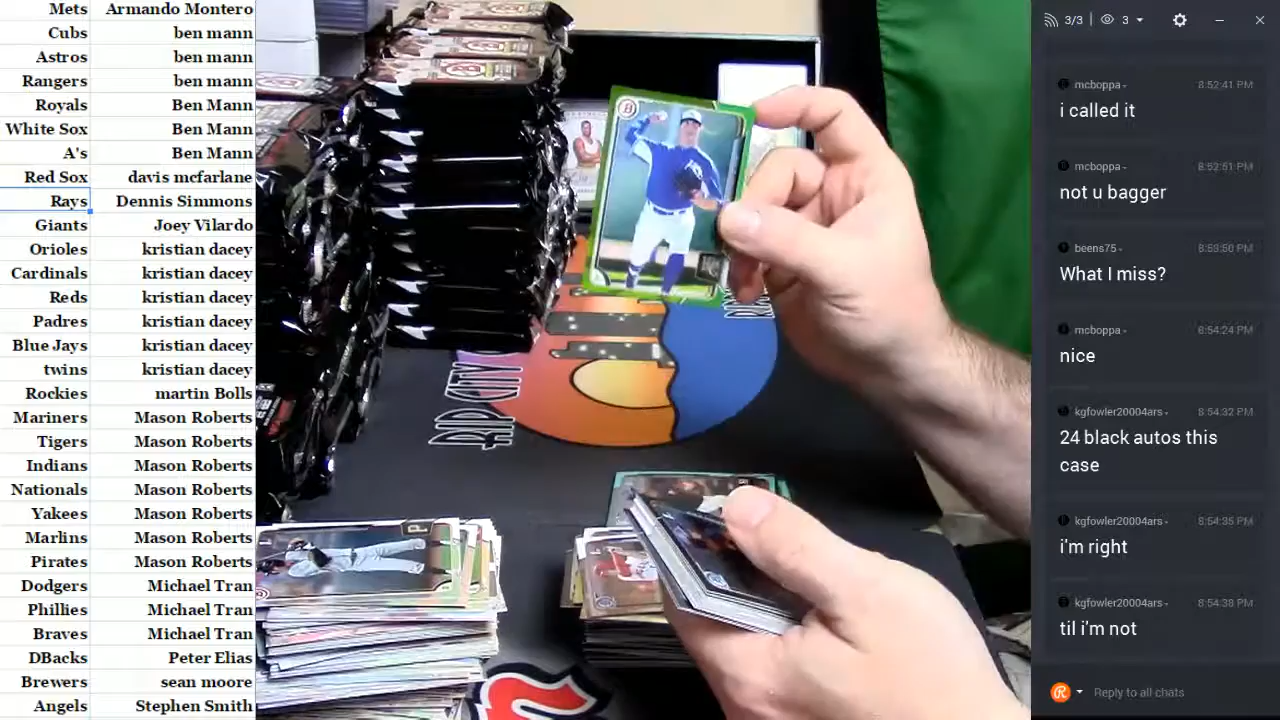 Mets Armando Montero
Cubs ben mann
Astros ben mann
Rangers ben mann
Royals Ben Mann
White Sox Ben Mann
A's Ben Mann
Red Sox davis mcfarlane
Rays Dennis Simmons
Giants Joey Vilardo
Orioles kristian dacey
Cardinals kristian dacey
Reds kristian dacey
Padres kristian dacey
Blue Jays kristian dacey
twins kristian dacey
Rockies martin Bolls
Mariners Mason Roberts
Tigers Mason Roberts
Indians Mason Roberts
Nationals Mason Roberts
Yakees Mason Roberts
Marlins Mason Roberts
Pirates Mason Roberts
Dodgers Michael Tran
Phillies Michael Tran
Braves Michael Tran
DBacks Peter Elias
Brewers sean moore
Angels Stephen Smith
B
RIP CITY
P
3/3 3
mcboppa 8:52:41 PM
i called it
mcboppa 8:52:51 PM
not u bagger
beens75 8:53:50 PM
What I miss?
mcboppa 8:54:24 PM
nice
kgfowler20004ars 8:54:32 PM
24 black autos this
case
kgfowler20004ars 8:54:35 PM
i'm right
kgfowler20004ars 8:54:38 PM
til i'm not
Reply to all chats